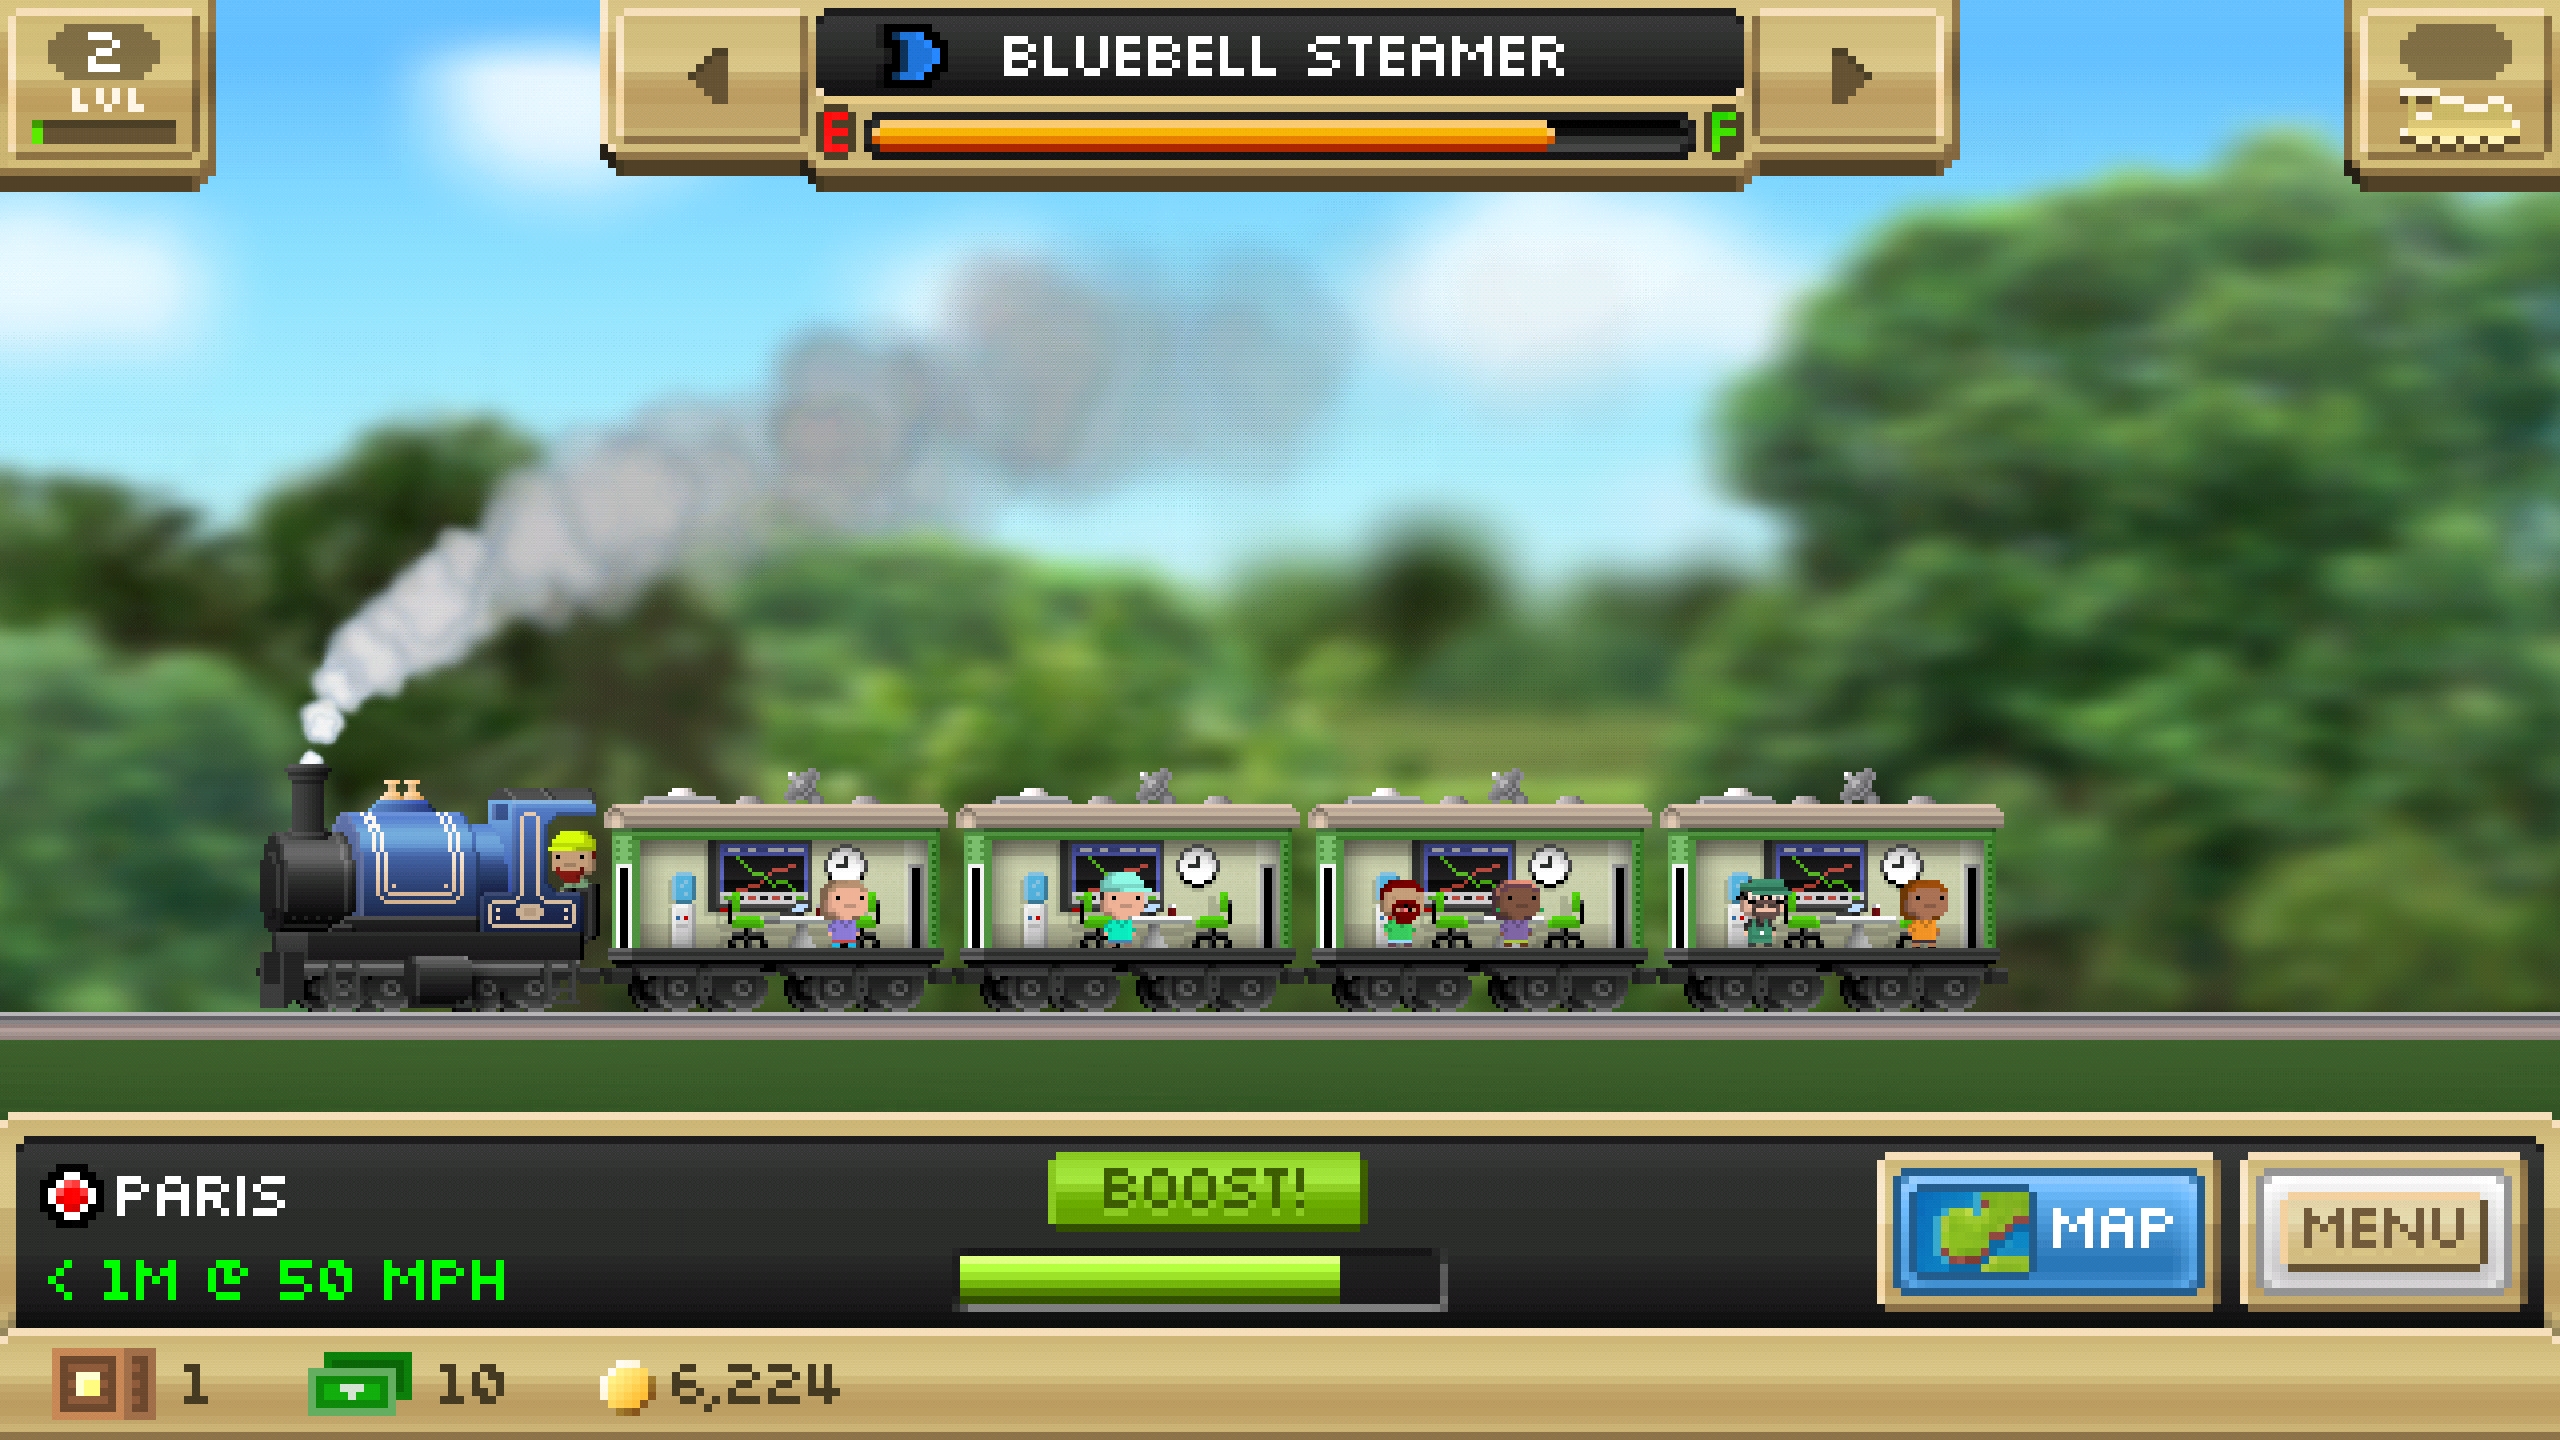 2
LVL
BLUEBELL STEAMER
E F
PARIS
< 1M @ 50 MPH
BOOST!
MAP
MENU
1 10 6,224